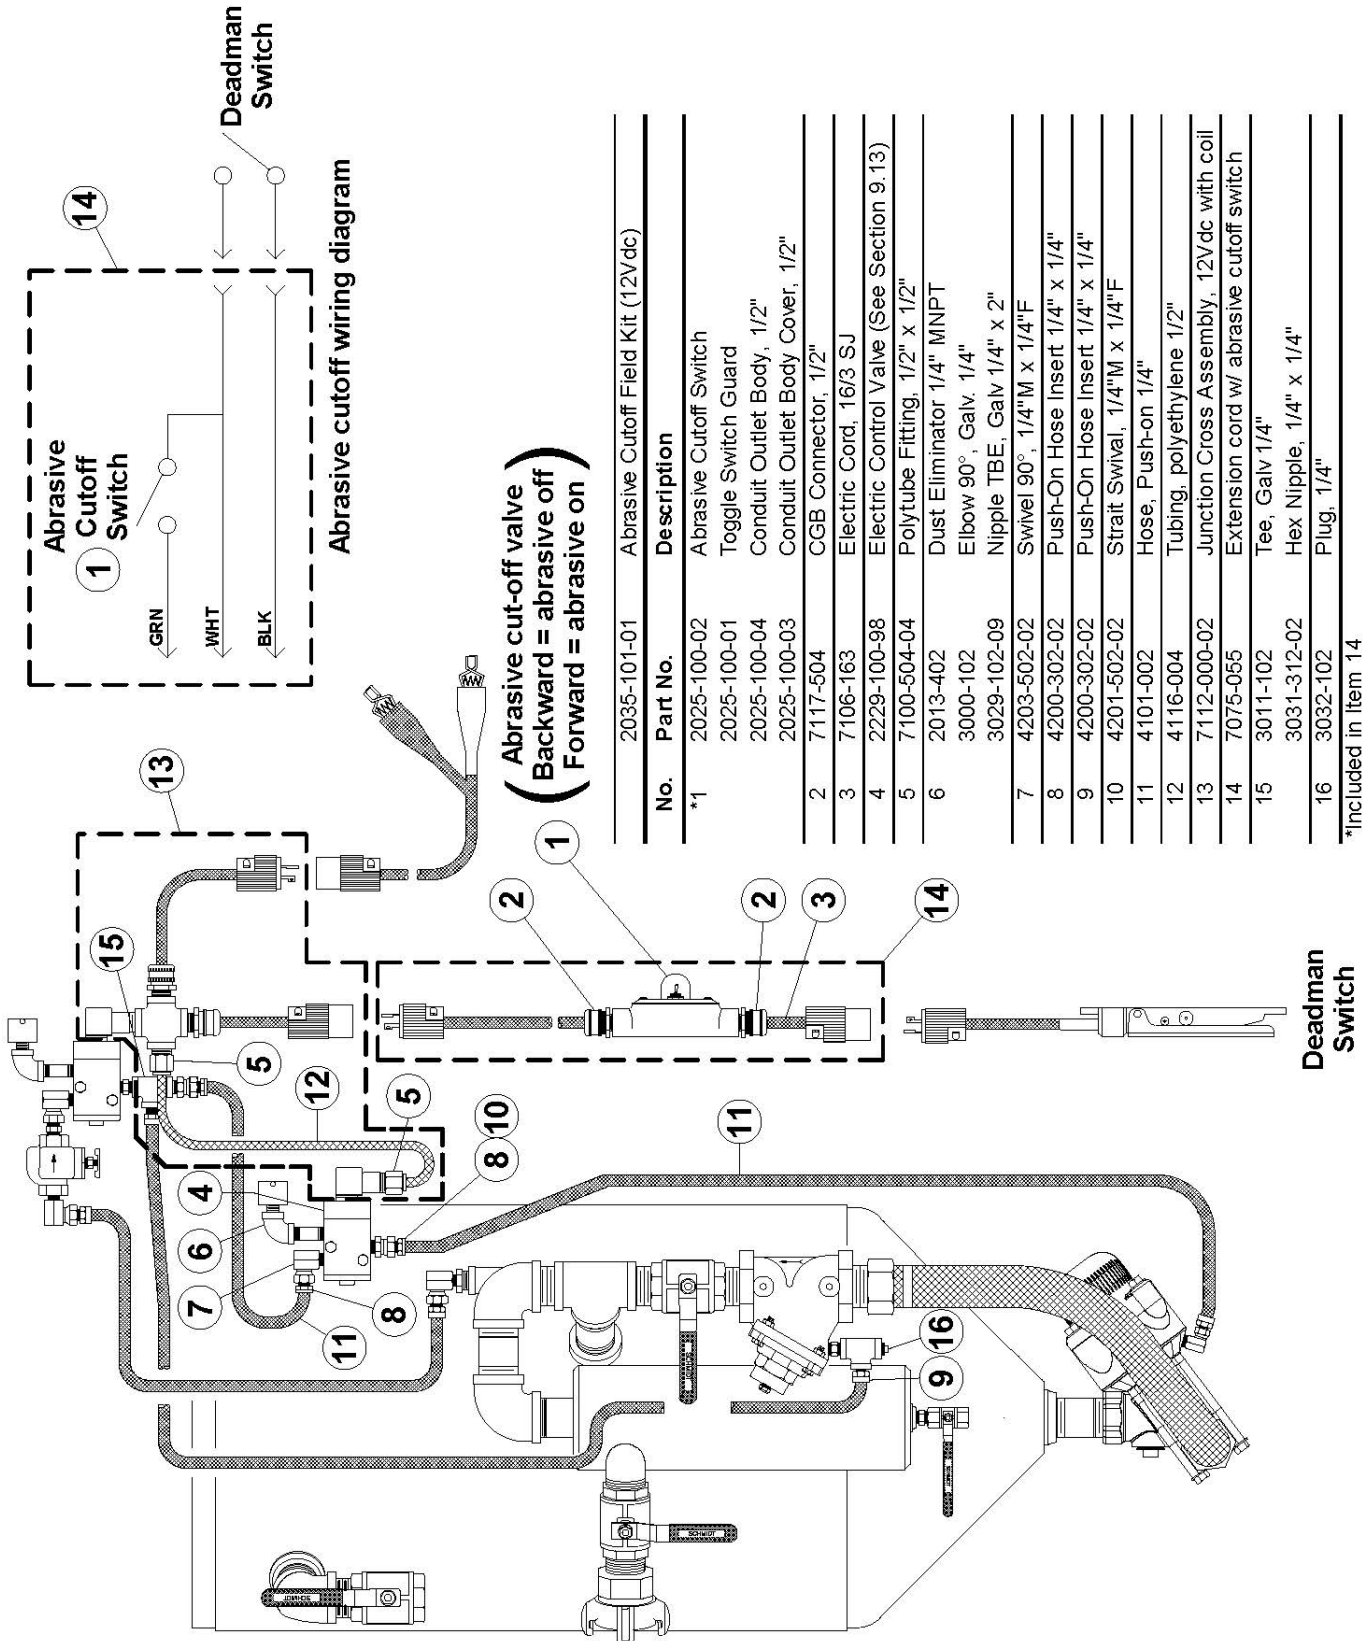 14
Abrasive
Cutoff
Switch
1
GRN
WHT
BLK
Deadman
Switch
Abrasive cutoff wiring diagram
Abrasive cut-off valve
Backward = abrasive off
Forward = abrasive on
2035-101-01 Abrasive Cutoff Field Kit (12Vdc)
No. Part No. Description
*1 2025-100-02 Abrasive Cutoff Switch
2025-100-01 Toggle Switch Guard
2025-100-04 Conduit Outlet Body, 1/2"
2025-100-03 Conduit Outlet Body Cover, 1/2"
2 7117-504 CGB Connector, 1/2"
3 7106-163 Electric Cord, 16/3 SJ
4 2229-100-98 Electric Control Valve (See Section 9.13)
5 7100-504-04 Polytube Fitting, 1/2" x 1/2"
6 2013-402 Dust Eliminator 1/4" MNPT
3000-102 Elbow 90°, Galv. 1/4"
3029-102-09 Nipple TBE, Galv 1/4" x 2"
7 4203-502-02 Swivel 90°, 1/4"M x 1/4"F
8 4200-302-02 Push-On Hose Insert 1/4" x 1/4"
9 4200-302-02 Push-On Hose Insert 1/4" x 1/4"
10 4201-502-02 Strait Swival, 1/4"M x 1/4"F
11 4101-002 Hose, Push-on 1/4"
12 4116-004 Tubing, polyethylene 1/2"
13 7112-000-02 Junction Cross Assembly, 12Vdc with coil
14 7075-055 Extension cord w/ abrasive cutoff switch
15 3011-102 Tee, Galv 1/4"
3031-312-02 Hex Nipple, 1/4" x 1/4"
16 3032-102 Plug, 1/4"
*Included in Item 14
13
15
5
12
5
4
6
7
8
11
8
10
11
16
9
2
1
2
3
14
Deadman
Switch
SCHMIDT
SCHMIDT
SCHMIDT
SCHMIDT